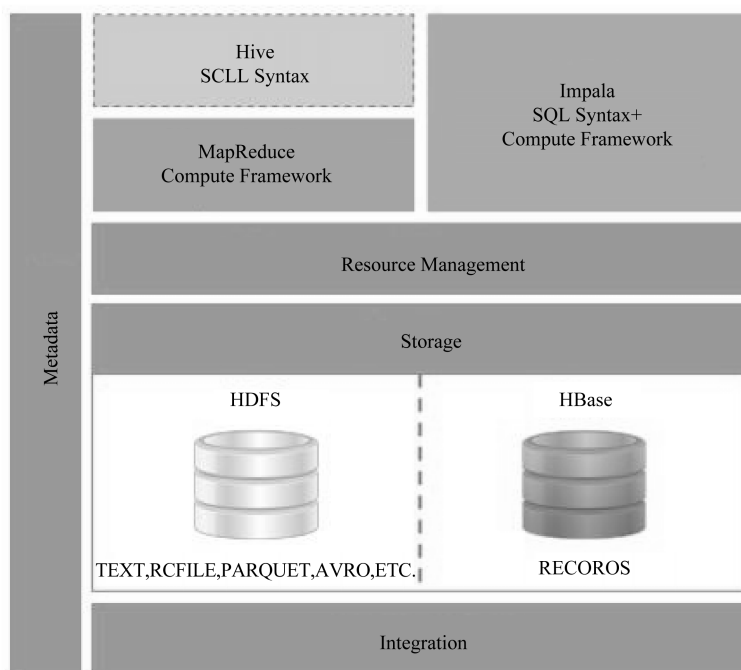 Hive
SCLL Syntax
Impala
SQL Syntax+
Compute Framework
MapReduce
Compute Framework
Resource Management
Storage
Metadata
HDFS
HBase
TEXT,RCFILE,PARQUET,AVRO,ETC.
RECOROS
Integration